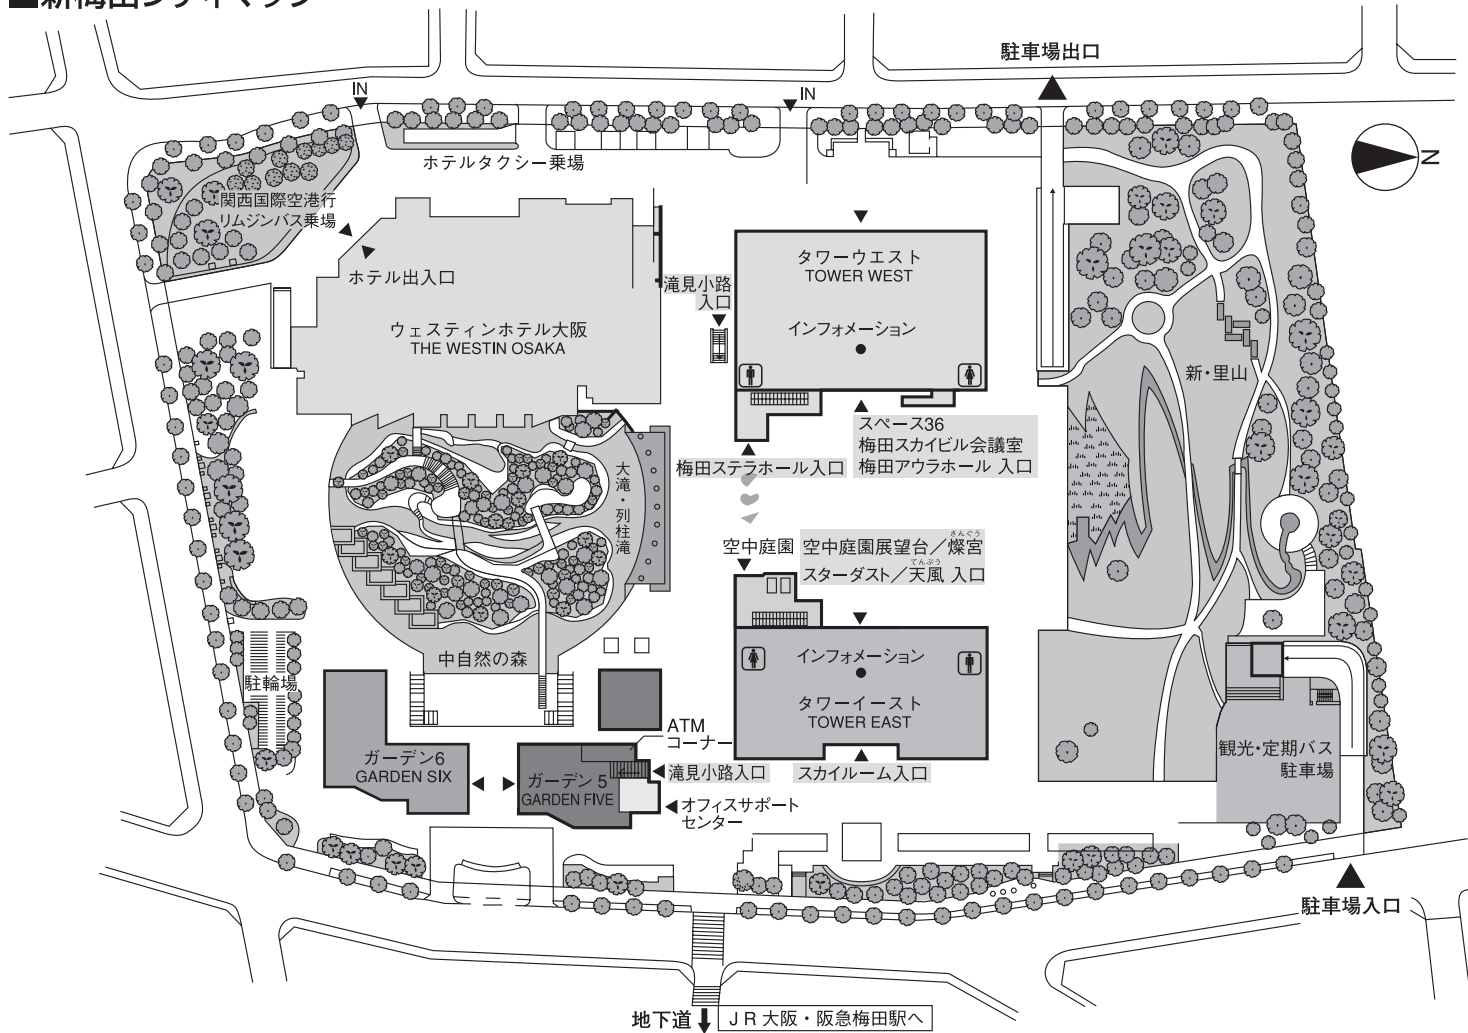 ■新梅田シティマップ
駐車場出口
IN
IN
N
ホテルタクシー乗場
関西国際空港行
リムジンバス乗場
ホテル出入口
ウェスティンホテル大阪
THE WESTIN OSAKA
滝見小路
入口
タワーウエスト
TOWER WEST
インフォメーション
新・里山
スペース36
梅田スカイビル会議室
梅田アウラホール 入口
梅田ステラホール入口
大滝・列柱滝
空中庭園
さんぐう
空中庭園展望台／燦宮
てんぷう
スターダスト／天風 入口
中自然の森
インフォメーション
タワーイースト
TOWER EAST
駐輪場
ATM
コーナー
ガーデン6
GARDEN SIX
ガーデン5
GARDEN FIVE
滝見小路入口
スカイルーム入口
オフィスサポート
センター
観光・定期バス
駐車場
駐車場入口
地下道
JR大阪・阪急梅田駅へ